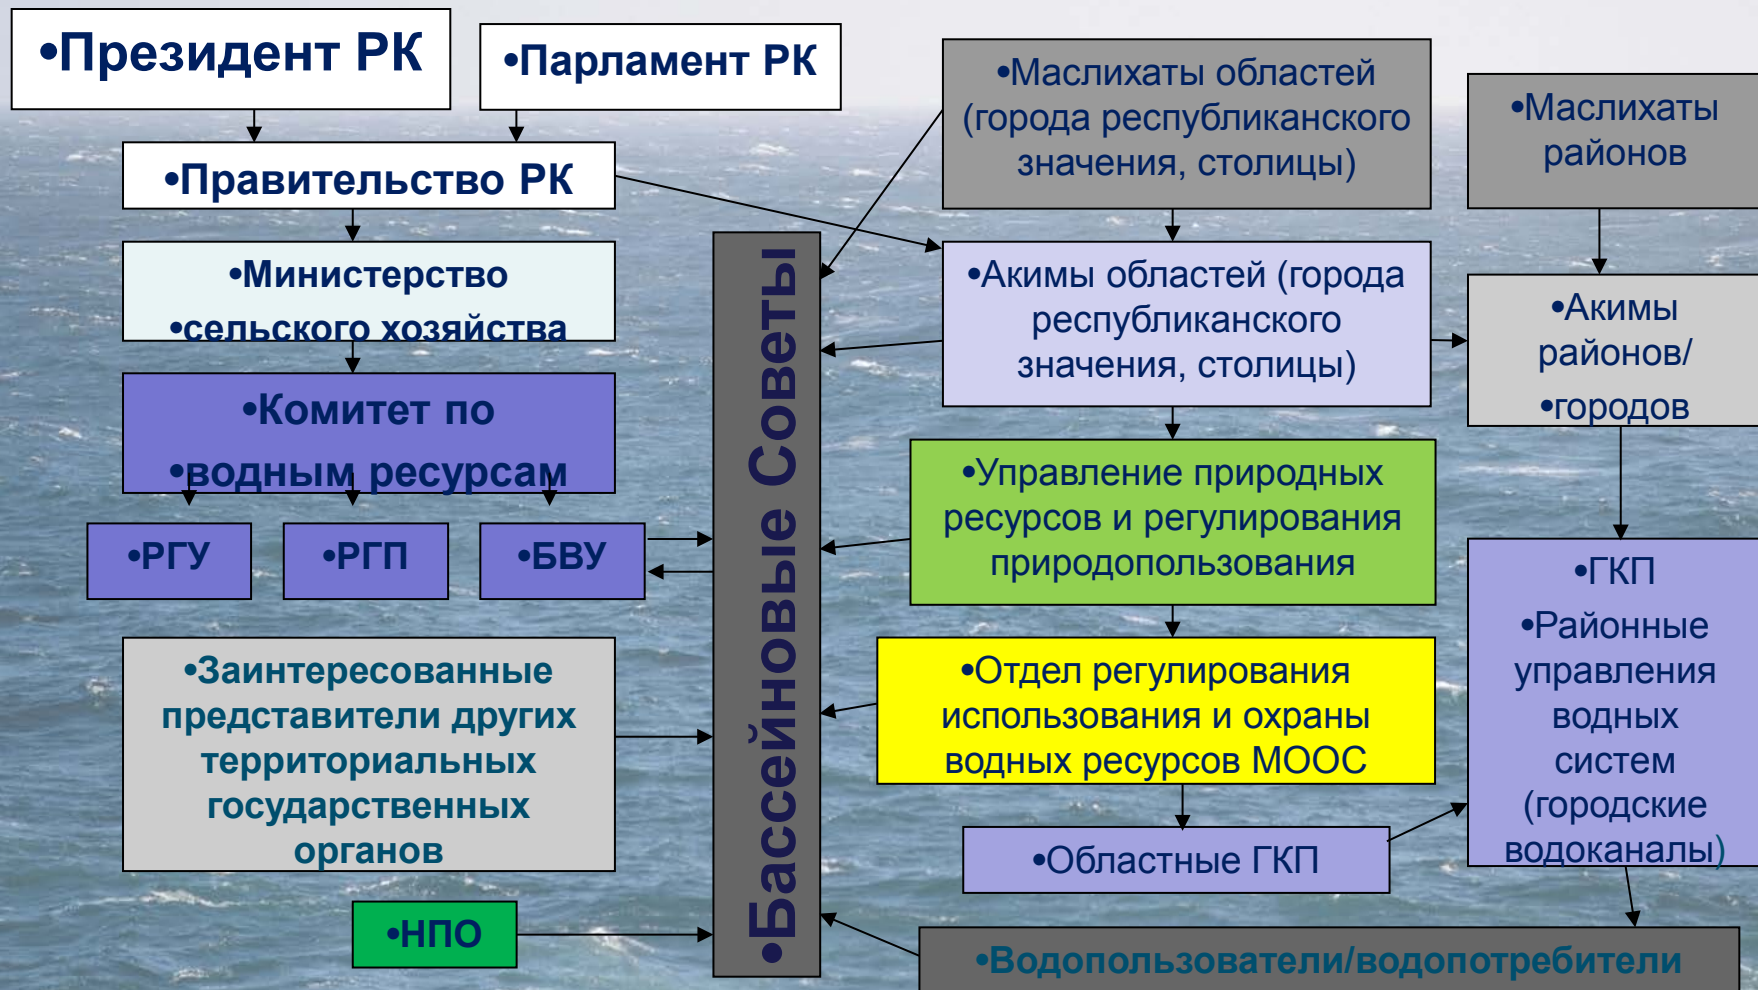 •Президент РК
•Парламент РК
•Правительство РК
•Министерство
•сельского хозяйства
•Комитет по
•водным ресурсам
•РГУ
•РГП
•БВУ
•Заинтересованные
представители других
территориальных
государственных
органов
•НПО
•Бассейновые Советы
•Маслихаты областей
(города республиканского
значения, столицы)
•Акимы областей (города
республиканского
значения, столицы)
•Управление природных
ресурсов и регулирования
природопользования
•Отдел регулирования
использования и охраны
водных ресурсов МООС
•Областные ГКП
•Маслихаты
районов
•Акимы
районов/
•городов
•ГКП
•Районные
управления
водных
систем
(городские
водоканалы)
•Водопользователи/водопотребители